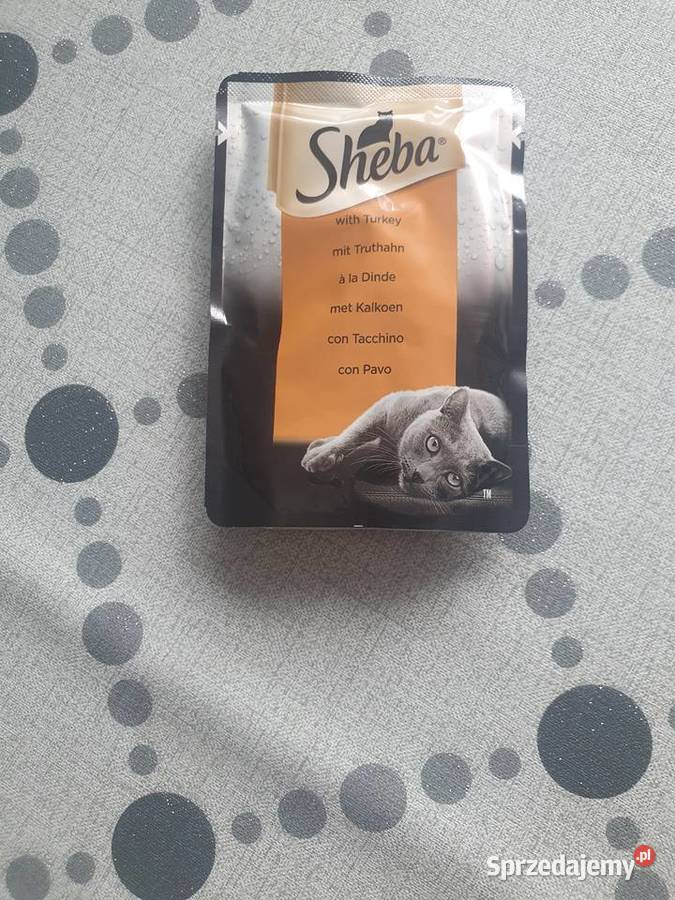 Sheba®
with Turkey
mit Truthahn
à la Dinde
met Kalkoen
con Tacchino
con Pavo
TM
Sprzedajemy.pl